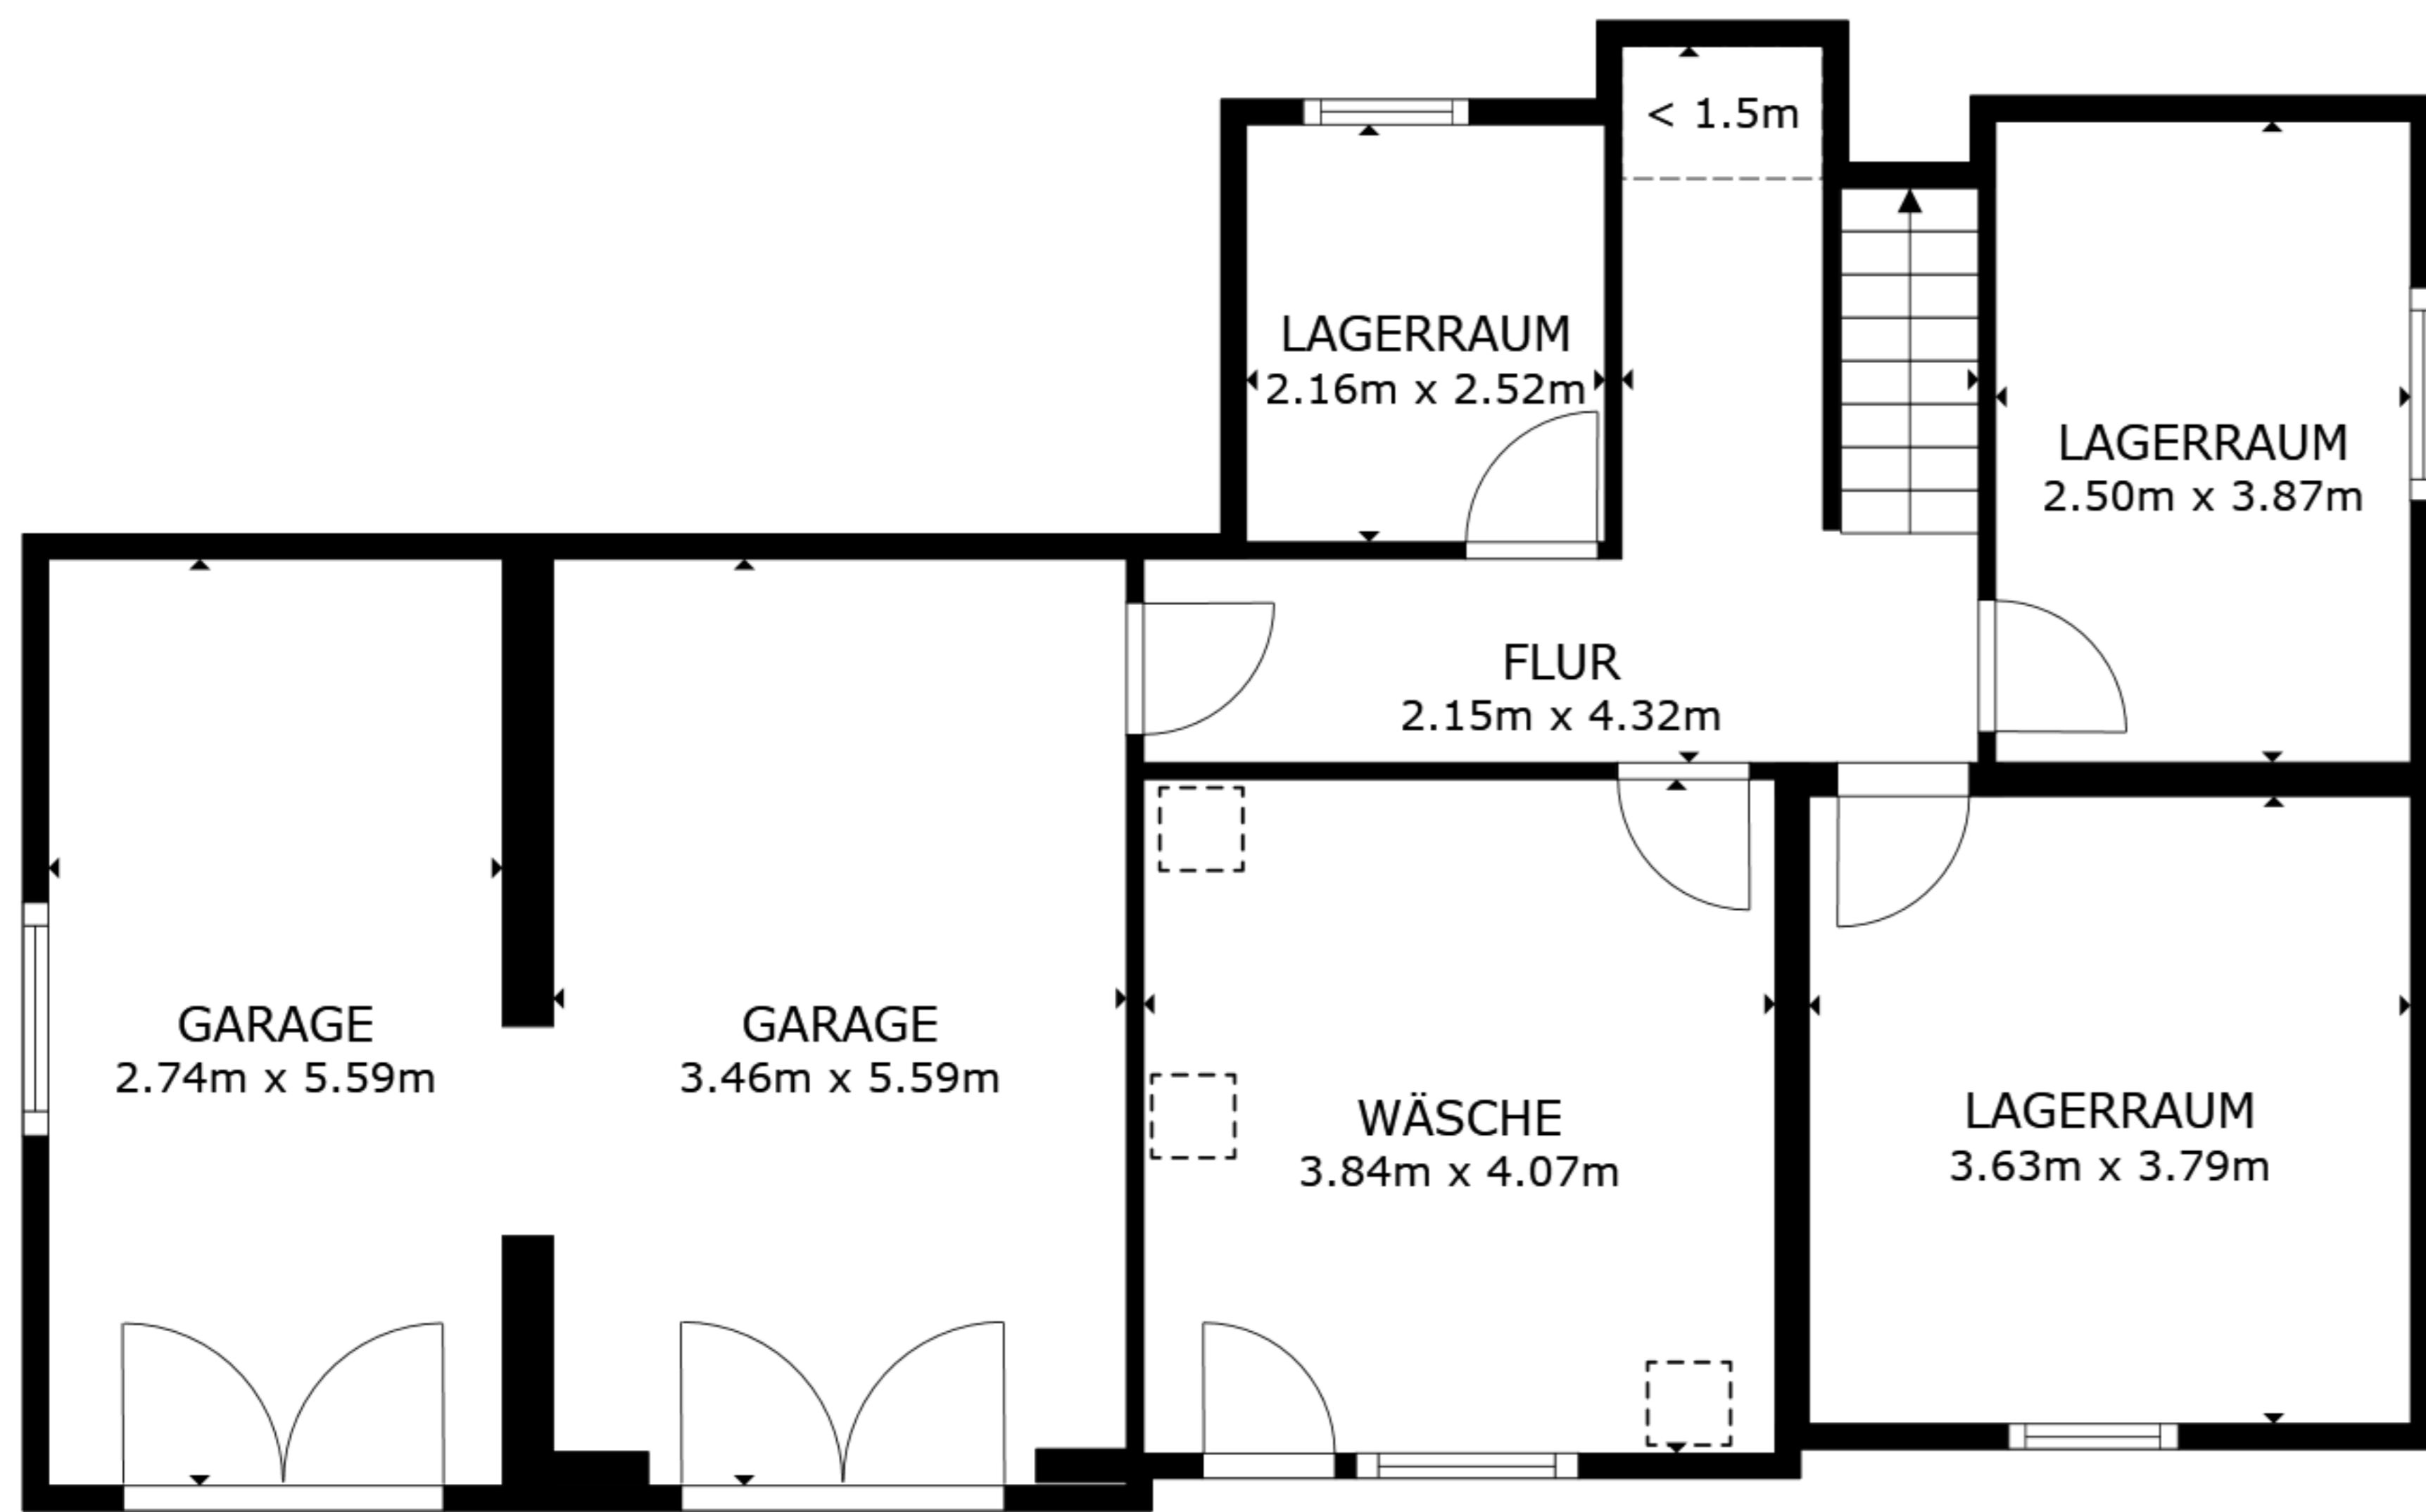 < 1.5m
LAGERRAUM
2.16m x 2.52m
LAGERRAUM
2.50m x 3.87m
FLUR
2.15m x 4.32m
GARAGE
2.74m x 5.59m
GARAGE
3.46m x 5.59m
WÄSCHE
3.84m x 4.07m
LAGERRAUM
3.63m x 3.79m